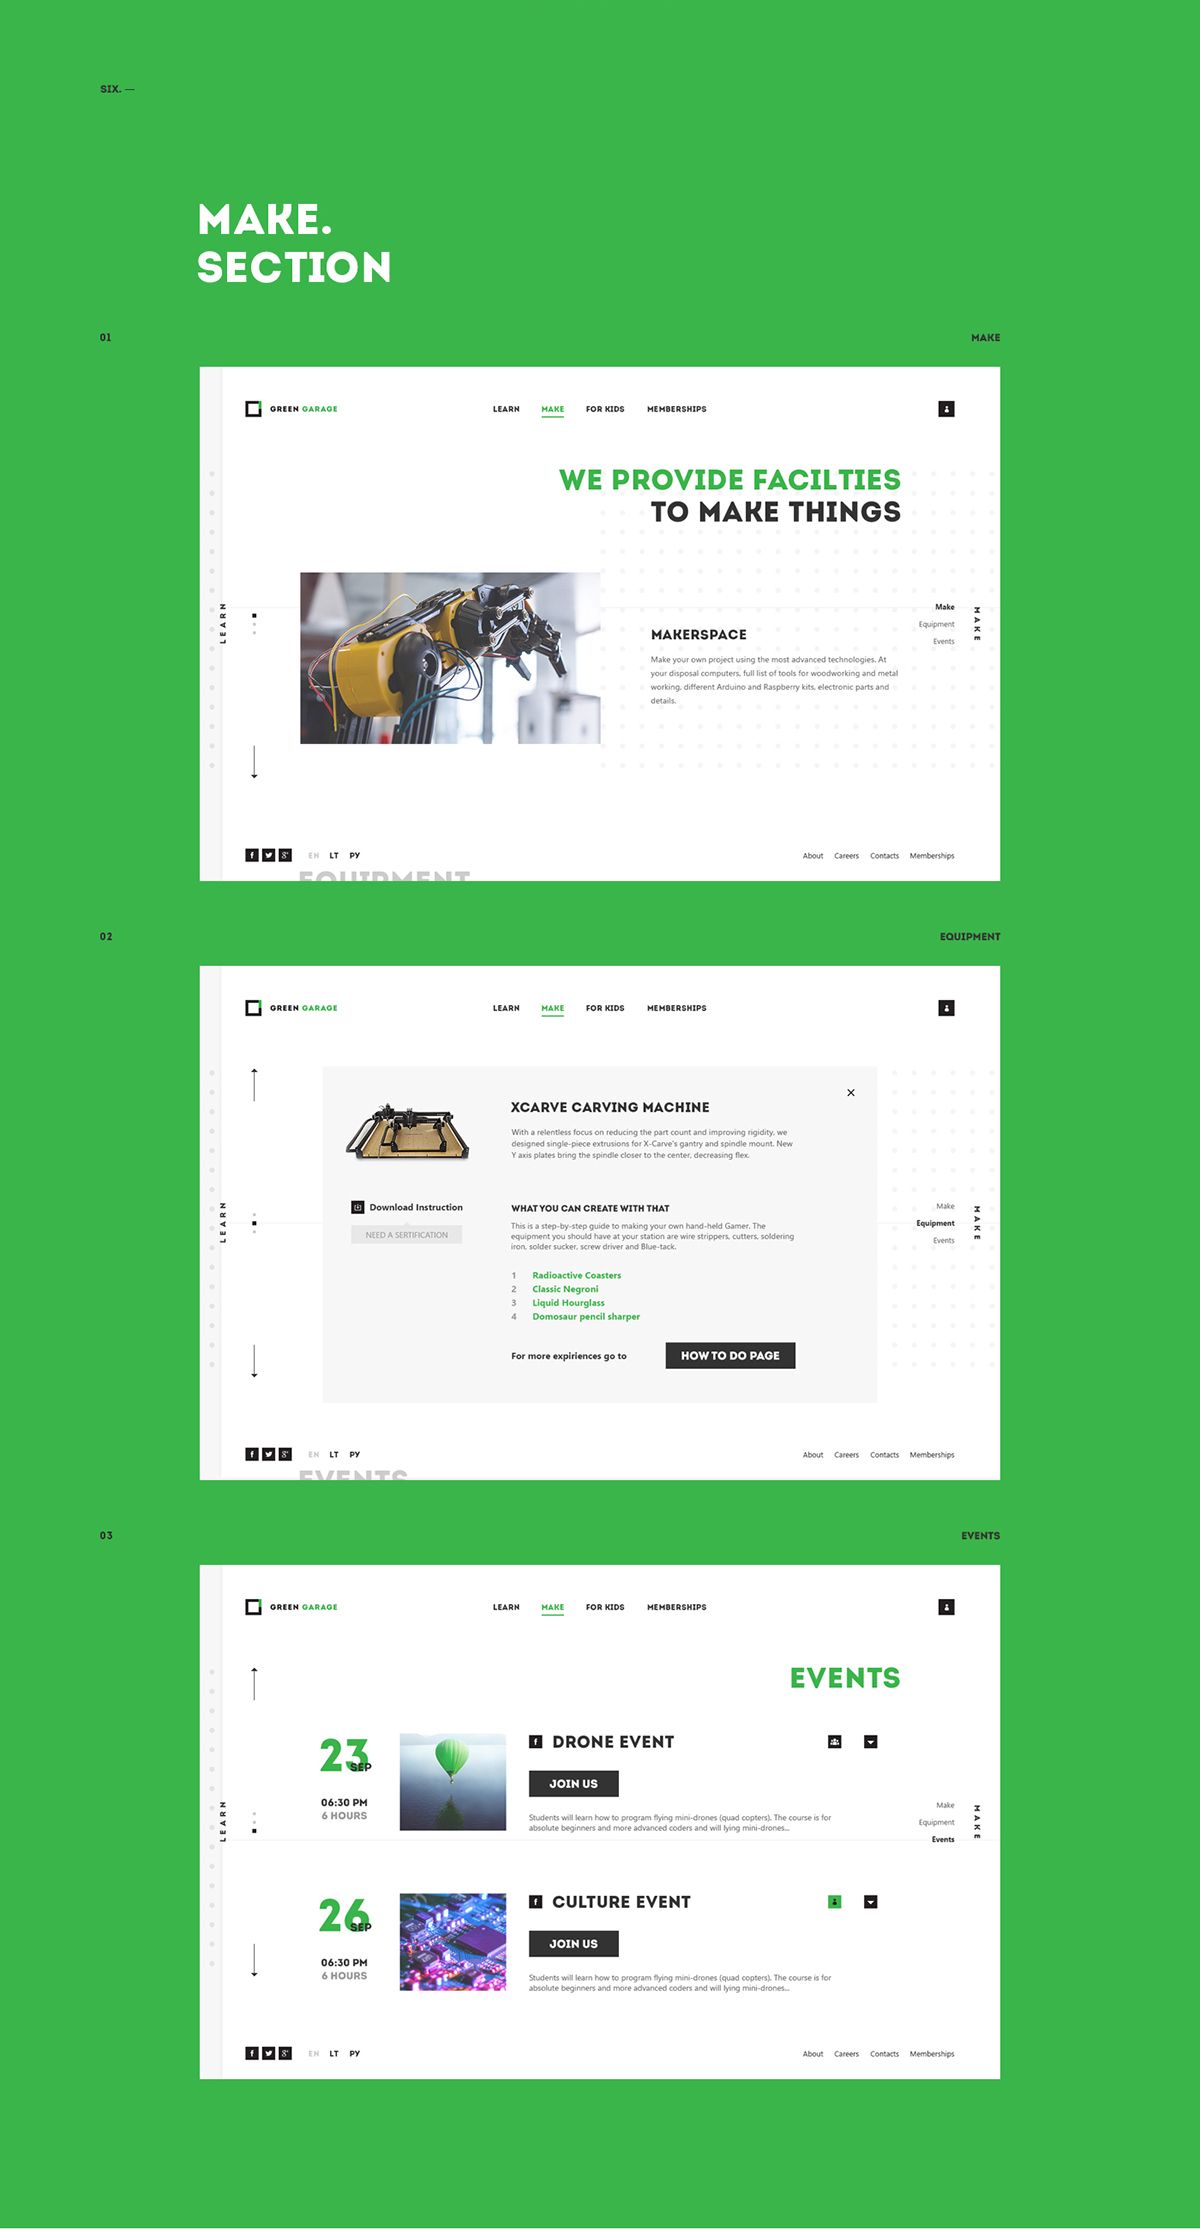 SIX. —
MAKE.
SECTION
01
MAKE
GREEN GARAGE
LEARN
MAKE
FOR KIDS
MEMBERSHIPS
WE PROVIDE FACILTIES
TO MAKE THINGS
LEARN
MAKERSPACE
Make your own project using the most advanced technologies. At
your disposal computers, full list of tools for woodworking and metal
working, different Arduino and Raspberry kits, electronic parts and
details.
Make
Equipment
Events
MAKE
EN LT РУ
About Careers Contacts Memberships
EQUIPMENT
02
EQUIPMENT
GREEN GARAGE
LEARN
MAKE
FOR KIDS
MEMBERSHIPS
XCARVE CARVING MACHINE
With a relentless focus on reducing the part count and improving rigidity, we
designed single-piece extrusions for X-Carve's gantry and spindle mount. New
Y axis plates bring the spindle closer to the center, decreasing flex.
LEARN
Download Instruction
NEED A SERTIFICATION
WHAT YOU CAN CREATE WITH THAT
This is a step-by-step guide to making your own hand-held Gamer. The
equipment you should have at your station are wire strippers, cutters, soldering
iron, solder sucker, screw driver and Blue-tack.
1 Radioactive Coasters
2 Classic Negroni
3 Liquid Hourglass
4 Domosaur pencil sharper
For more expiriences go to
HOW TO DO PAGE
Make
Equipment
Events
MAKE
EN LT РУ
About Careers Contacts Memberships
EVENTS
03
EVENTS
GREEN GARAGE
LEARN
MAKE
FOR KIDS
MEMBERSHIPS
EVENTS
23
SEP
06:30 PM
6 HOURS
DRONE EVENT
JOIN US
Students will learn how to program flying mini-drones (quad copters). The course is for
absolute beginners and more advanced coders and will lying mini-drones...
LEARN
Make
Equipment
Events
MAKE
26
SEP
06:30 PM
6 HOURS
CULTURE EVENT
JOIN US
Students will learn how to program flying mini-drones (quad copters). The course is for
absolute beginners and more advanced coders and will lying mini-drones...
EN LT РУ
About Careers Contacts Memberships